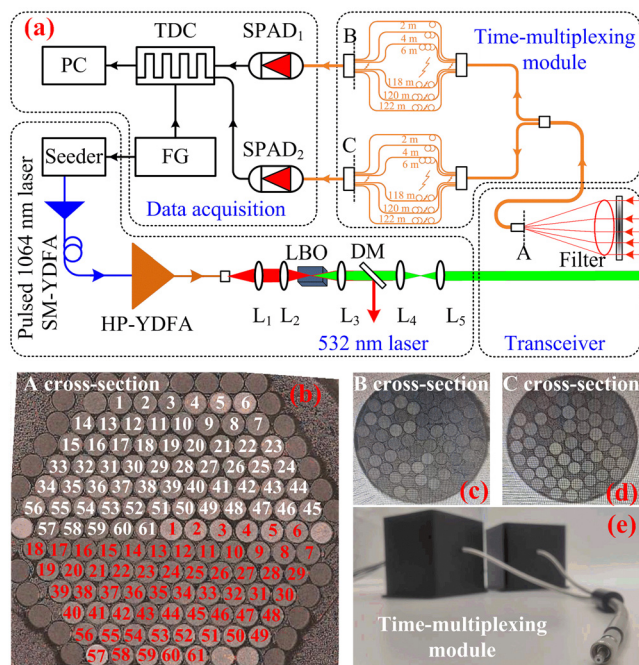 (a)
TDC
SPAD₁
B
2 m
4 m
6 m
118 m
120 m
122 m
Time-multiplexing
module
PC
Seeder
FG
SPAD₂
C
2 m
4 m
6 m
118 m
120 m
122 m
Data acquisition
Pulsed 1064 nm laser
SM-YDFA
HP-YDFA
LBO
DM
L₁ L₂ L₃ L₄ L₅
532 nm laser
A
Filter
Transceiver
A cross-section (b)
1 2 3 4 5 6
14 13 12 11 10 9 8 7
15 16 17 18 19 20 21 22 23
33 32 31 30 29 28 27 26 25 24
34 35 36 37 38 39 40 41 42 43 44
56 55 54 53 52 51 50 49 48 47 46 45
57 58 59 60 61 1 2 3 4 5 6
18 17 16 15 14 13 12 11 10 9 8 7
19 20 21 22 23 24 25 26 27 28 29
39 38 37 36 35 34 33 32 31 30
40 41 42 43 44 45 46 47 48
56 55 54 53 52 51 50 49
57 58 59 60 61
B cross-section
(c)
C cross-section
(d)
(e)
Time-multiplexing
module